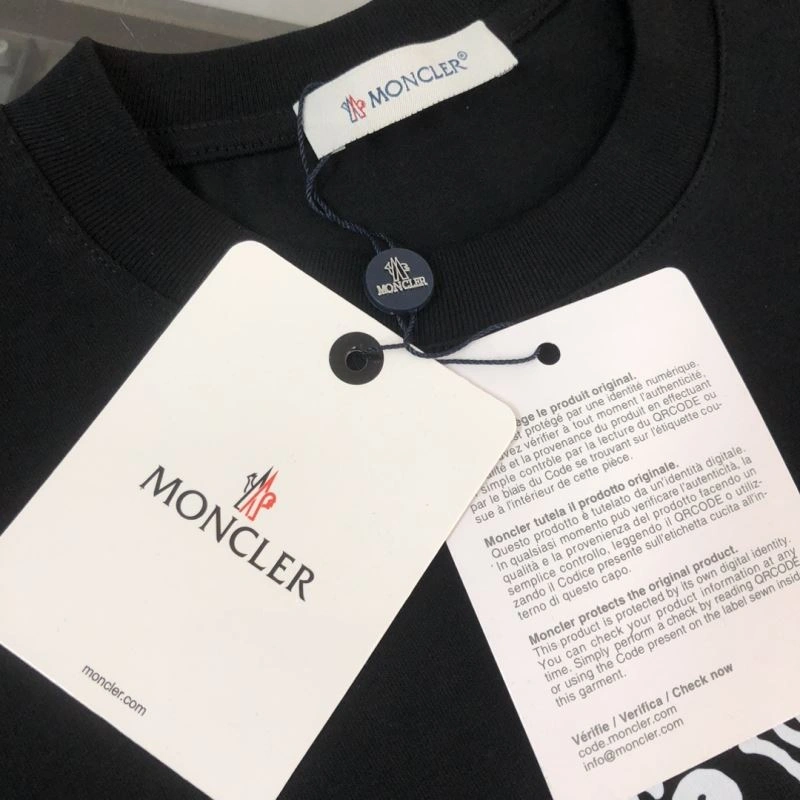 MONCLER®
MONCLER
MONCLER
moncler.com
le produit original.
protégé par une identité numérique.
vérifier à tout moment l'authenticité,
et la provenance du produit en effectuant
simple contrôle par la lecture du QRCODE ou
par le biais du Code se trouvant sur l'étiquette cou-
sue à l'intérieur de cette pièce.
Moncler tutela il prodotto originale.
Questo prodotto è tutelato da un'identità digitale.
In qualsiasi momento può verificare l'autenticità, la
qualità e la provenienza del prodotto facendo un
semplice controllo, leggendo il QRCODE o utiliz-
zando il Codice presente sull'etichetta cucita all'in-
terno di questo capo.
Moncler protects the original product.
This product is protected by its own digital identity.
You can check your product information at any
time. Simply perform a check by reading QRCODE
or using the Code present on the label sewn inside
this garment.
Vérifie / Verifica / Check now
code.moncler.com
info@moncler.com